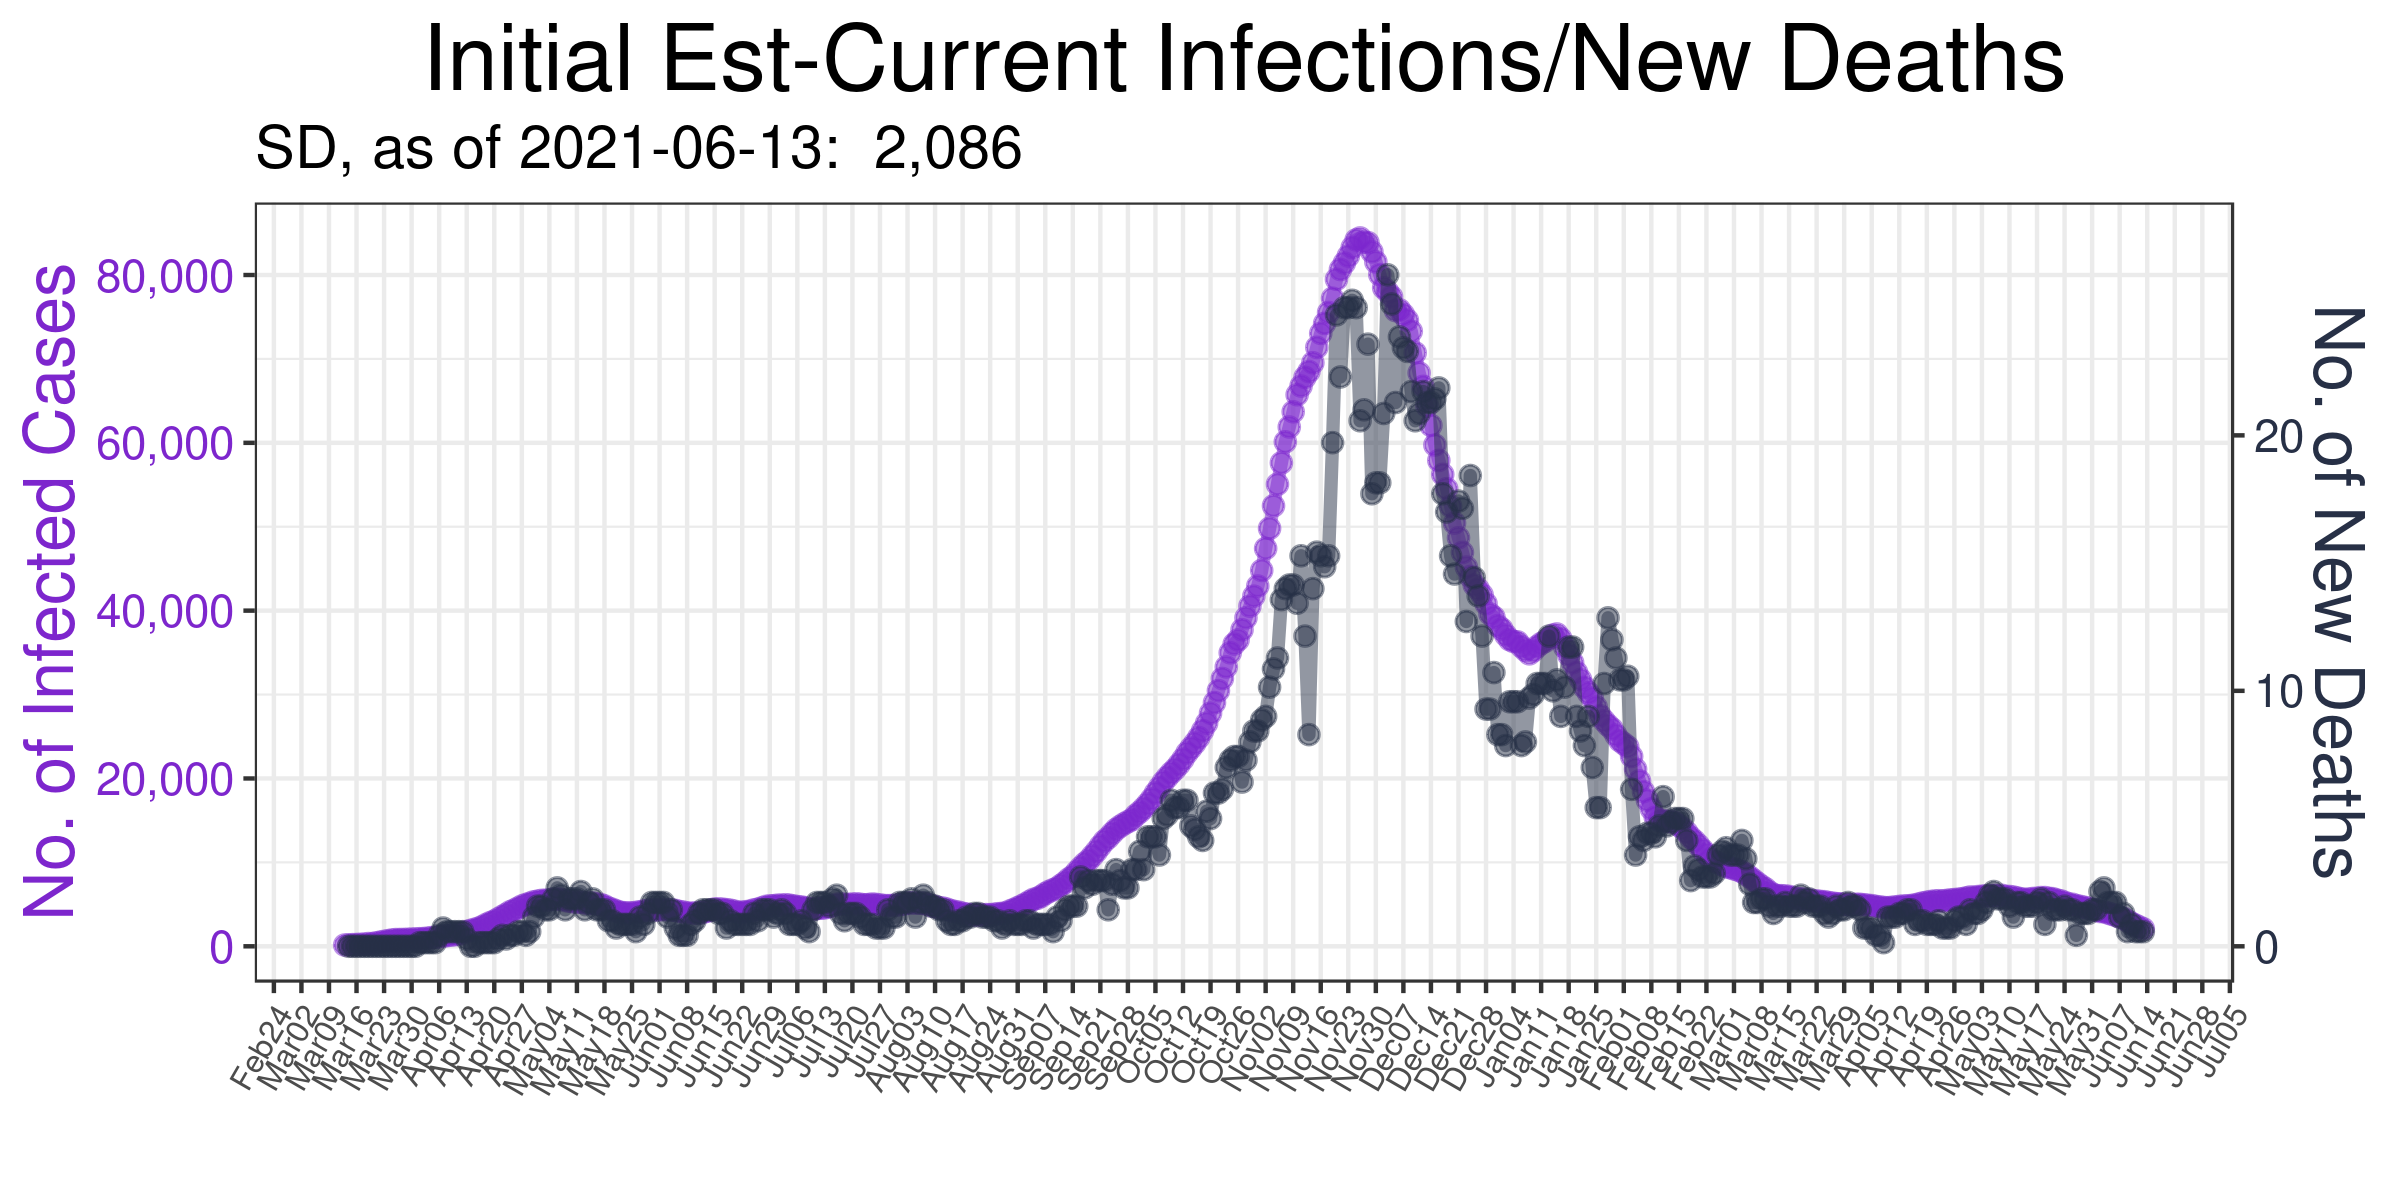 Initial Est-Current Infections/New Deaths
SD, as of 2021-06-13:  2,086
No. of Infected Cases
80,000
60,000
40,000
20,000
0
No. of New Deaths
20
10
0
Feb24
Mar02
Mar09
Mar16
Mar23
Mar30
Apr06
Apr13
Apr20
Apr27
May04
May11
May18
May25
Jun01
Jun08
Jun15
Jun22
Jun29
Jul06
Jul13
Jul20
Jul27
Aug03
Aug10
Aug17
Aug24
Aug31
Sep07
Sep14
Sep21
Sep28
Oct05
Oct12
Oct19
Oct26
Nov02
Nov09
Nov16
Nov23
Nov30
Dec07
Dec14
Dec21
Dec28
Jan04
Jan11
Jan18
Jan25
Feb01
Feb08
Feb15
Feb22
Mar01
Mar08
Mar15
Mar22
Mar29
Apr05
Apr12
Apr19
Apr26
May03
May10
May17
May24
May31
Jun07
Jun14
Jun21
Jun28
Jul05